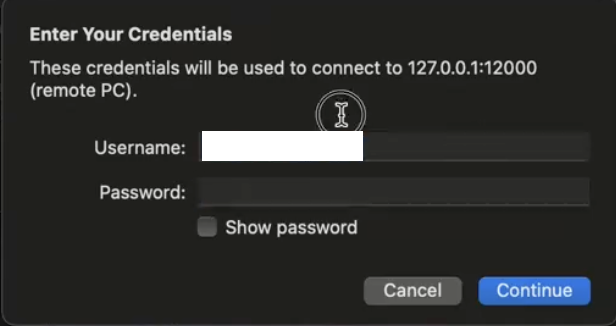 Enter Your Credentials
These credentials will be used to connect to 127.0.0.1:12000
(remote PC).
Username:
Password:
Show password
Cancel
Continue